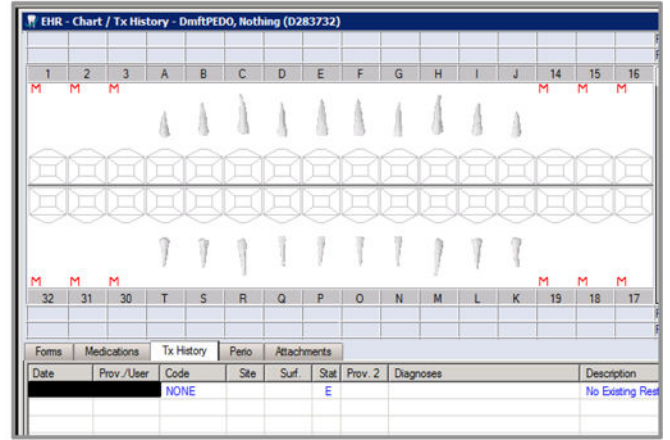 EHR - Chart / Tx History - DmftPEDO, Nothing (D283732)
1 2 3 A B C D E F G H I J 14 15 16
M M M M M M
M M M M M M
32 31 30 T S R Q P O N M L K 19 18 17
Forms Medications Tx History Perio Attachments
Date Prov./User Code Site Surf. Stat Prov. 2 Diagnoses Description
NONE E No Existing Rest